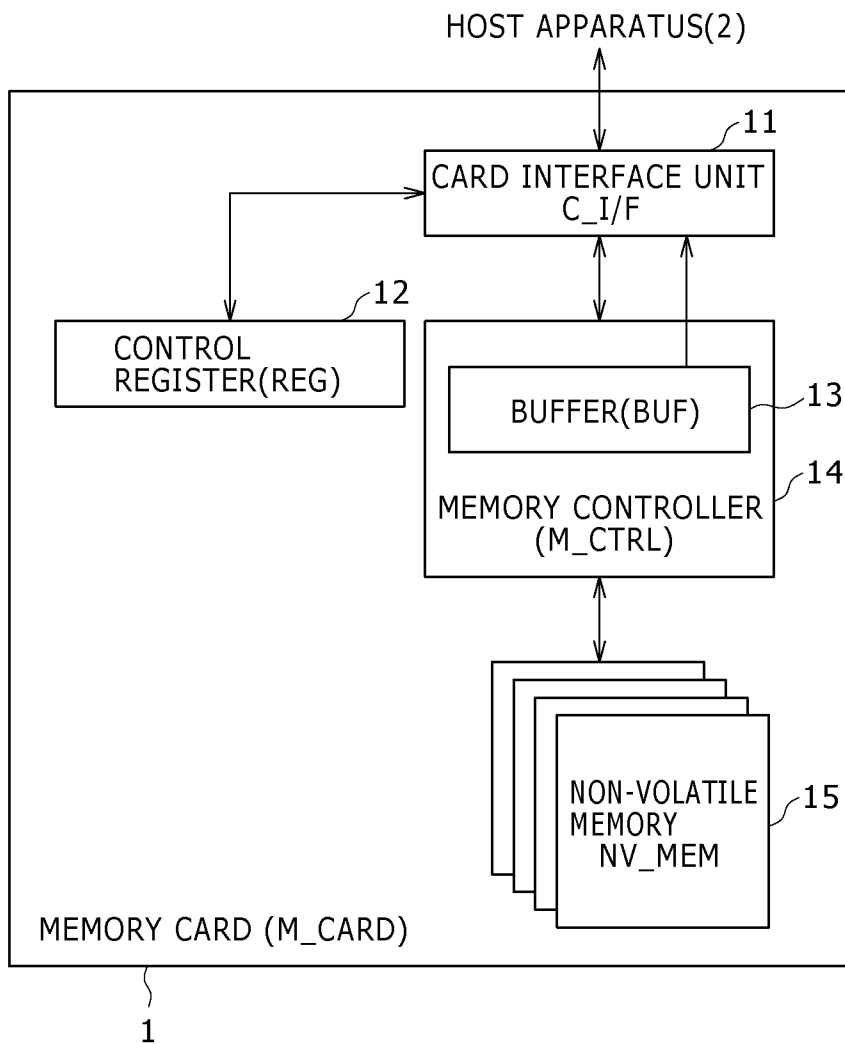 HOST APPARATUS(2)
11
CARD INTERFACE UNIT
C_I/F
12
CONTROL
REGISTER(REG)
BUFFER(BUF)
13
14
MEMORY CONTROLLER
(M_CTRL)
NON-VOLATILE
MEMORY
NV_MEM
15
MEMORY CARD (M_CARD)
1